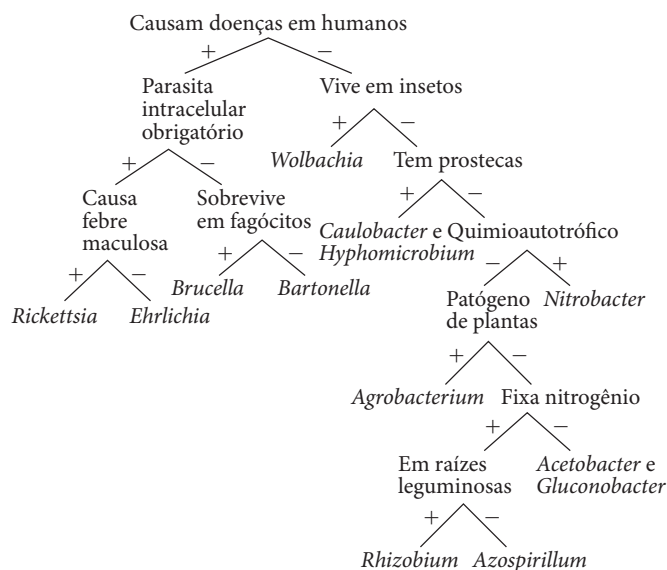 Causam doenças em humanos
+ −
Parasita
intracelular
obrigatório
Vive em insetos
+ −
+ −
Wolbachia
Tem prostecas
Causa
febre
maculosa
Sobrevive
em fagócitos
+ −
Caulobacter e
Hyphomicrobium
Quimioautotrófico
+ −
+ −
− +
Rickettsia
Ehrlichia
Brucella
Bartonella
Patógeno
de plantas
Nitrobacter
+ −
Agrobacterium
Fixa nitrogênio
+ −
Em raízes
leguminosas
Acetobacter e
Gluconobacter
+ −
Rhizobium
Azospirillum